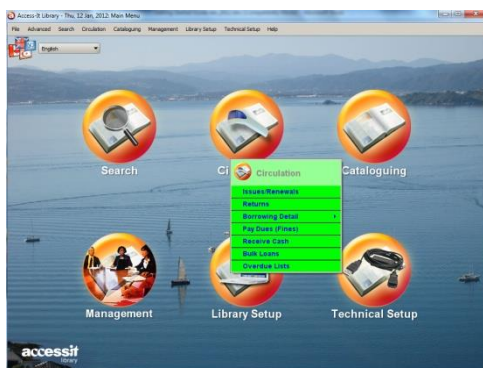 Access-It Library - Thu, 12 Jan, 2012: Main Menu
File Advanced Search Circulation Cataloguing Management Library Setup Technical Setup Help
English
Search
Ci
Cataloguing
Circulation
Issues/Renewals
Returns
Borrowing Detail
Pay Dues (Fines)
Receive Cash
Bulk Loans
Overdue Lists
Management
Library Setup
Technical Setup
accessit
library